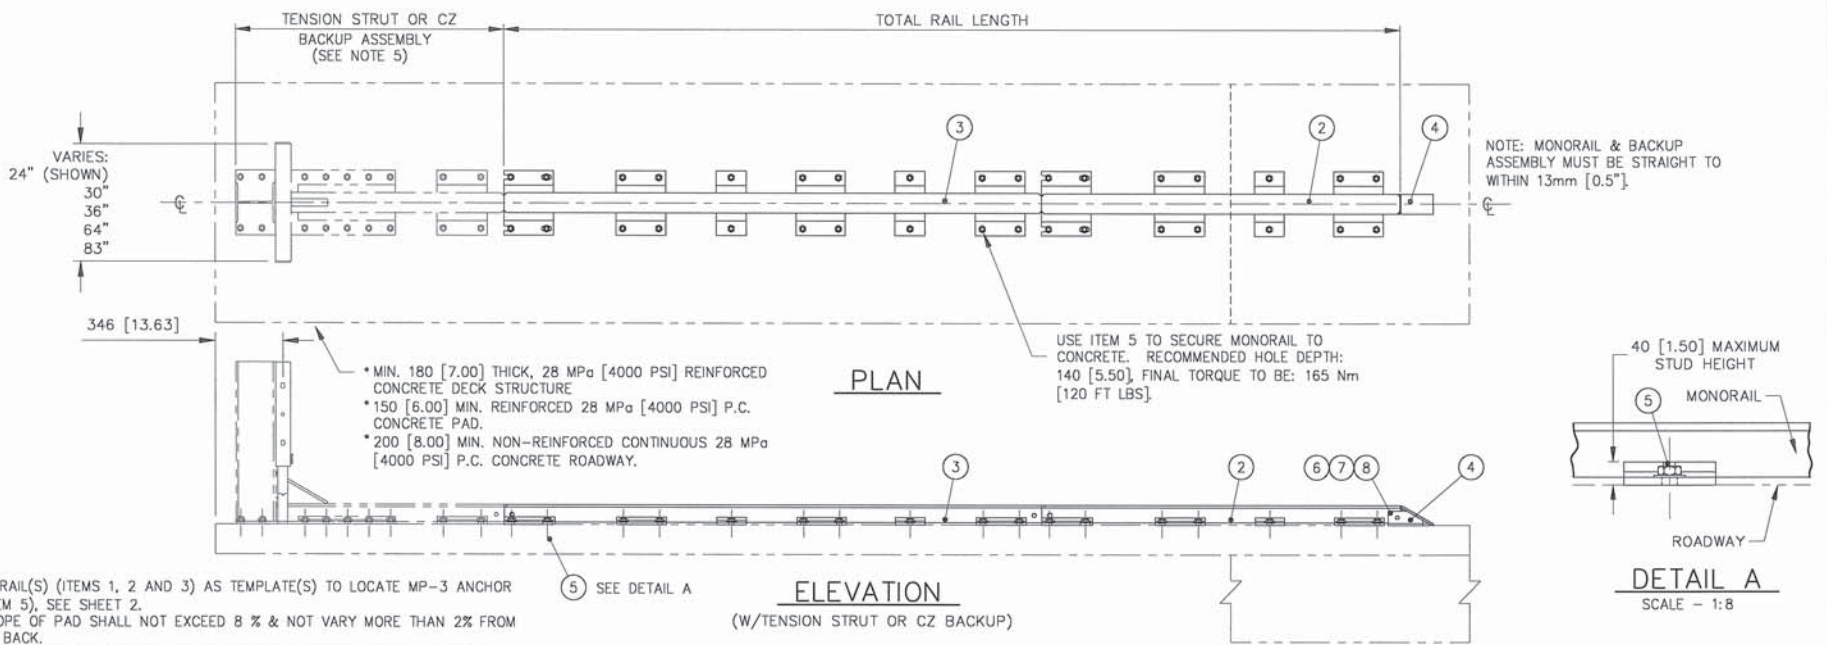 TENSION STRUT OR CZ
BACKUP ASSEMBLY
(SEE NOTE 5)
TOTAL RAIL LENGTH
VARIES:
24" (SHOWN)
30"
36"
64"
83"
℄
3
2
4
℄
NOTE: MONORAIL & BACKUP
ASSEMBLY MUST BE STRAIGHT TO
WITHIN 13mm [0.5"].
346 [13.63]
* MIN. 180 [7.00] THICK, 28 MPa [4000 PSI] REINFORCED
CONCRETE DECK STRUCTURE
* 150 [6.00] MIN. REINFORCED 28 MPa [4000 PSI] P.C.
CONCRETE PAD.
* 200 [8.00] MIN. NON-REINFORCED CONTINUOUS 28 MPa
[4000 PSI] P.C. CONCRETE ROADWAY.
PLAN
USE ITEM 5 TO SECURE MONORAIL TO
CONCRETE. RECOMMENDED HOLE DEPTH:
140 [5.50], FINAL TORQUE TO BE: 165 Nm
[120 FT LBS].
40 [1.50] MAXIMUM
STUD HEIGHT
5
MONORAIL
ROADWAY
DETAIL A
SCALE - 1:8
3
2
6 7 8
4
5 SEE DETAIL A
ELEVATION
(W/TENSION STRUT OR CZ BACKUP)
RAIL(S) (ITEMS 1, 2 AND 3) AS TEMPLATE(S) TO LOCATE MP-3 ANCHOR
EM 5), SEE SHEET 2.
OPE OF PAD SHALL NOT EXCEED 8 % & NOT VARY MORE THAN 2% FROM
BACK.